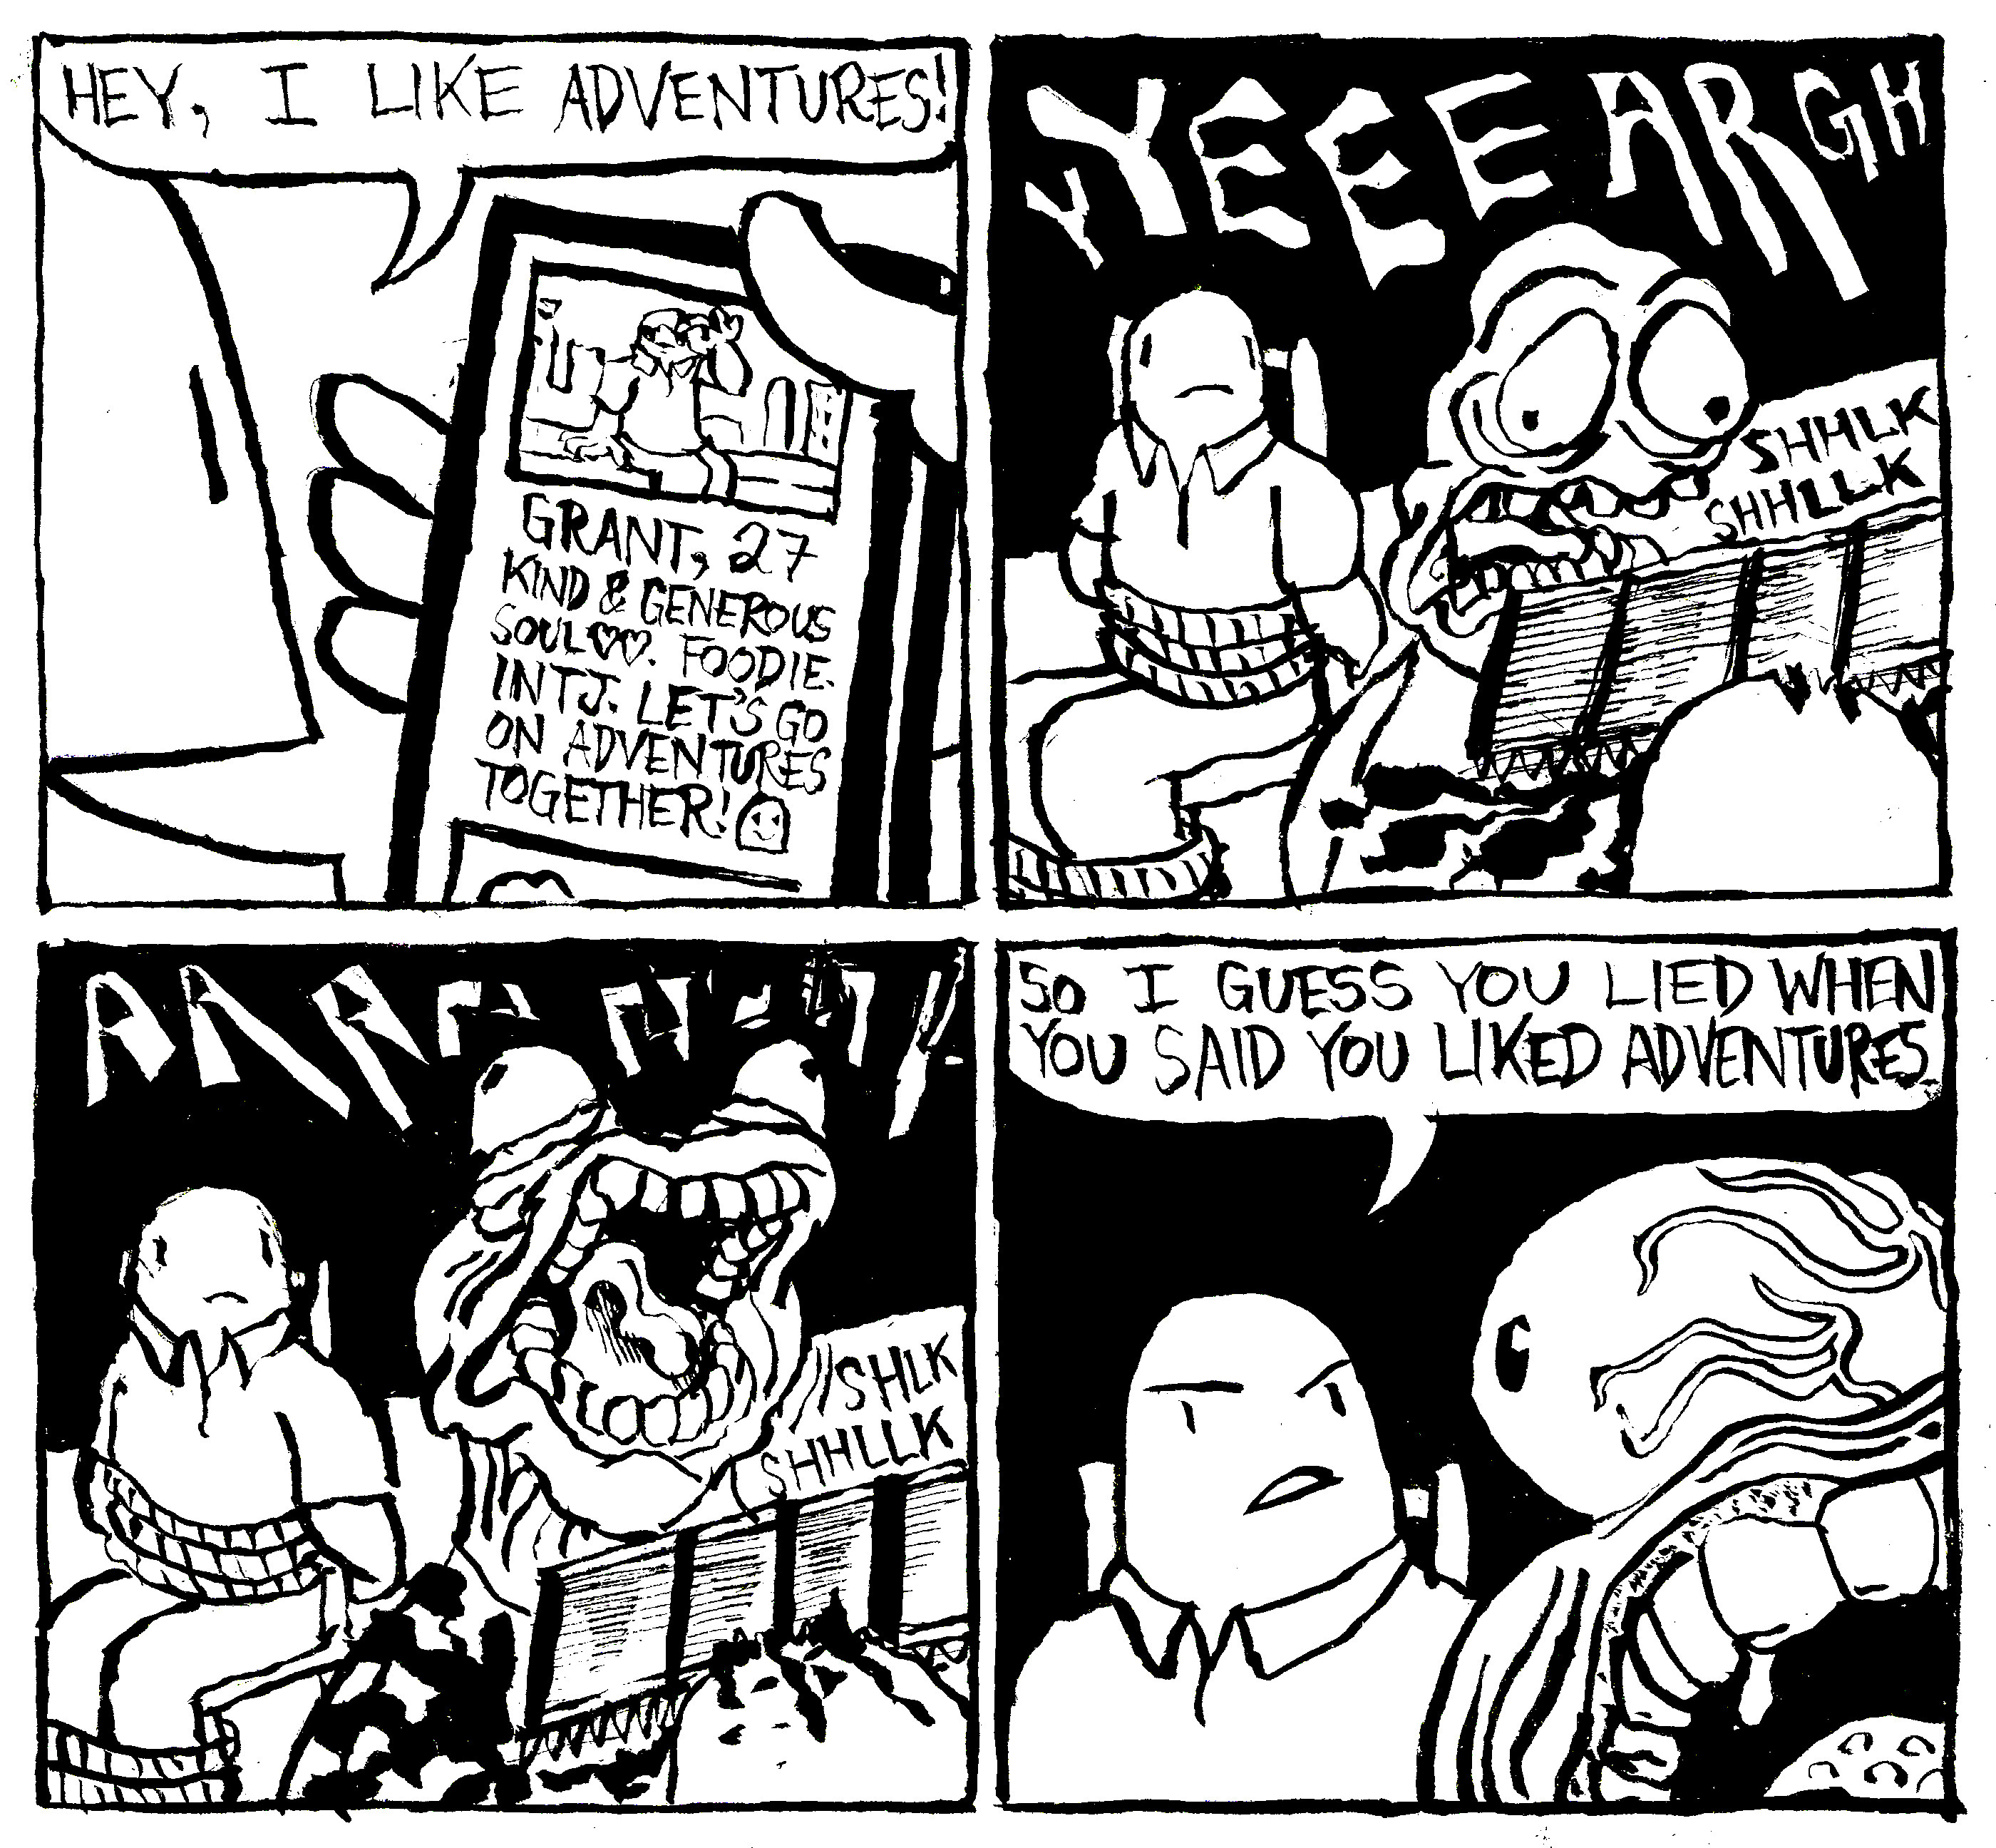 HEY, I LIKE ADVENTURES!
GRANT, 27
KIND & GENEROUS
SOUL♡♡. FOODIE.
INTJ. LET'S GO
ON ADVENTURES
TOGETHER!
YYEEEARGH
SHHLK
SHHLLK
SHLK
SHHLLK
SO I GUESS YOU LIED WHEN
YOU SAID YOU LIKED ADVENTURES.